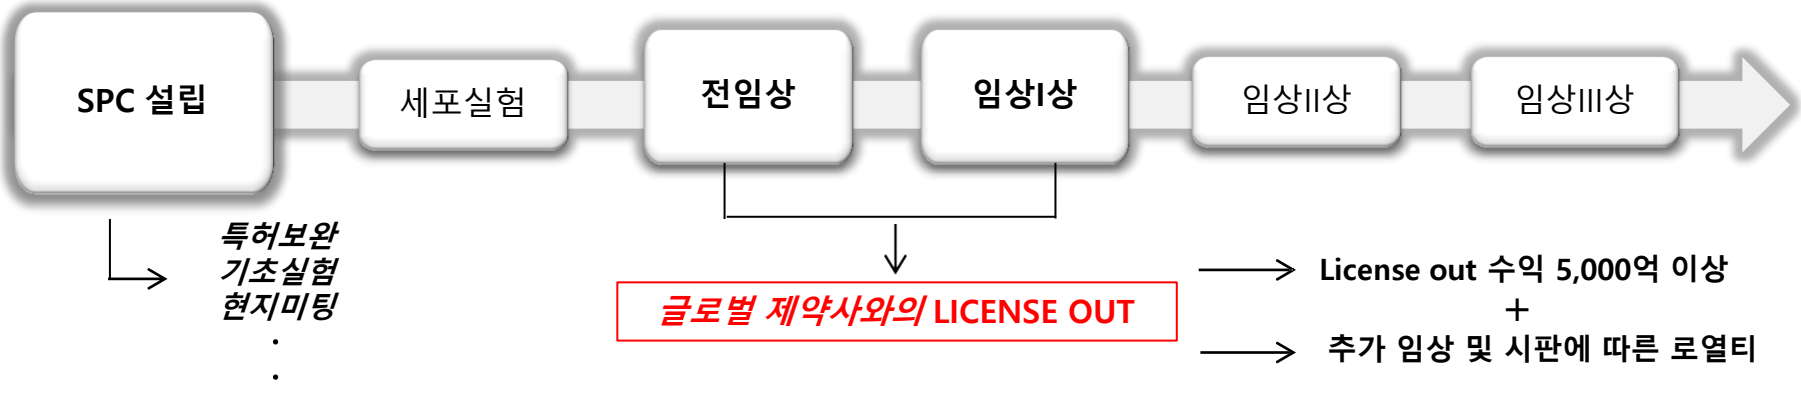 SPC 설립
세포실험
전임상
임상I상
임상II상
임상III상
특허보완
기초실험
현지미팅
.
.
글로벌 제약사와의 LICENSE OUT
License out 수익 5,000억 이상
+
추가 임상 및 시판에 따른 로열티